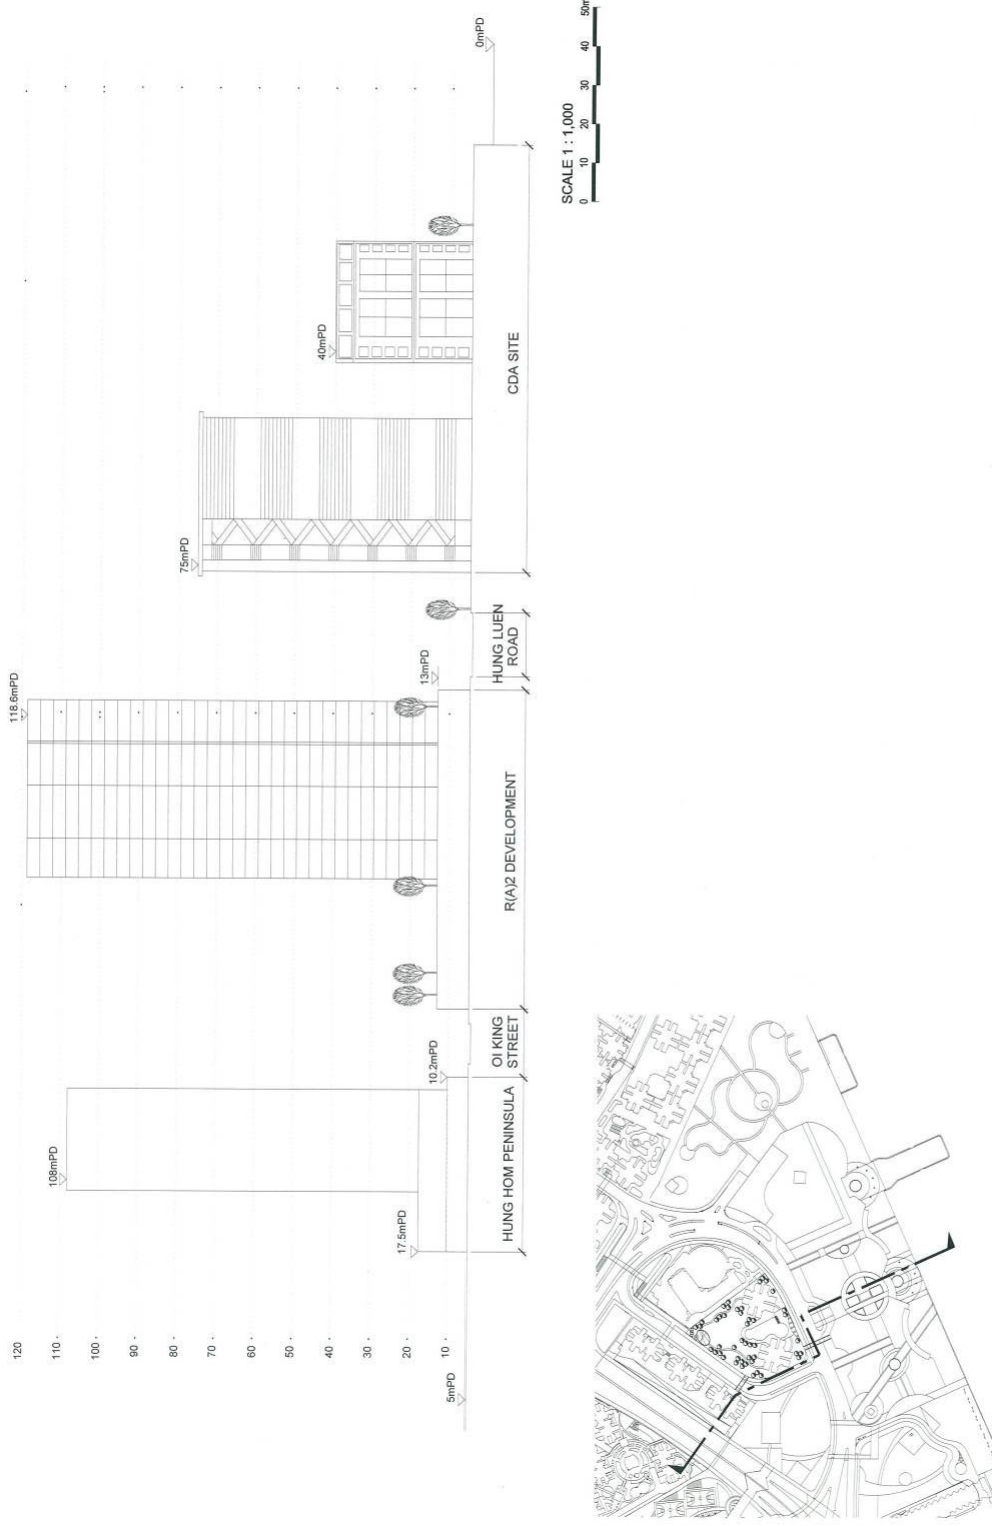 120
110
100
90
80
70
60
50
40
30
20
10
5mPD
17.5mPD
108mPD
10.2mPD
118.6mPD
13mPD
75mPD
40mPD
0mPD
HUNG HOM PENINSULA
OI KING
STREET
R(A)2 DEVELOPMENT
HUNG LUEN
ROAD
CDA SITE
SCALE 1 : 1,000
0 10 20 30 40 50m